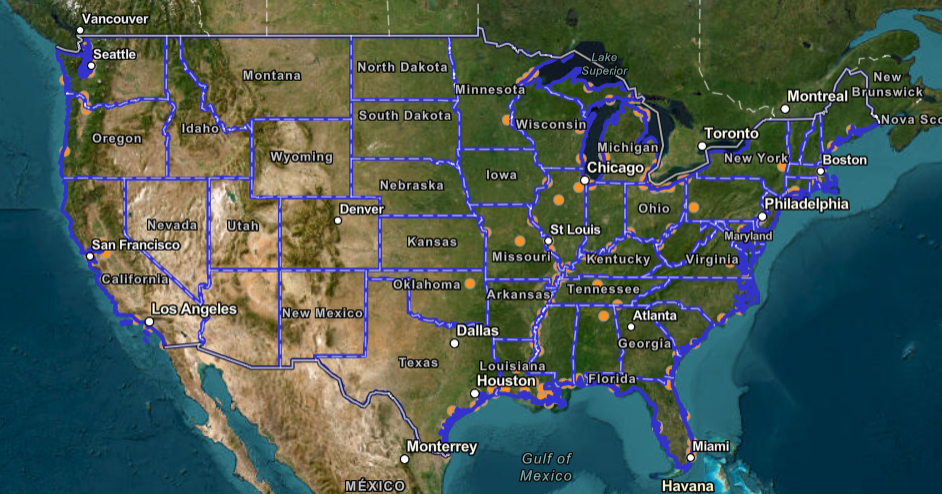 Vancouver
Seattle
Montana
North Dakota
Lake
Superior
Minnesota
New
Brunswick
Montreal
Nova Sco
Oregon
Idaho
South Dakota
Wisconsin
Michigan
Toronto
New York
Boston
Wyoming
Chicago
Iowa
Nebraska
Ohio
Philadelphia
Denver
Nevada
Utah
San Francisco
Kansas
St Louis
Maryland
Missouri
Kentucky
Virginia
California
Oklahoma
Arkansas
Tennessee
Los Angeles
New Mexico
Atlanta
Dallas
Georgia
Texas
Louisiana
Houston
Florida
Monterrey
Miami
Gulf of
Mexico
MÉXICO
Havana